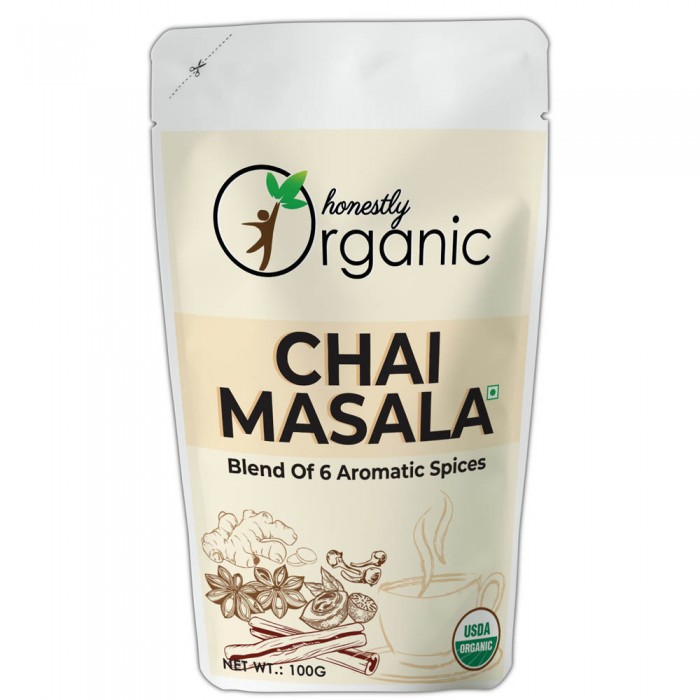 honestly
Organic
CHAI
MASALA
Blend Of 6 Aromatic Spices
USDA
ORGANIC
NET WT.: 100G